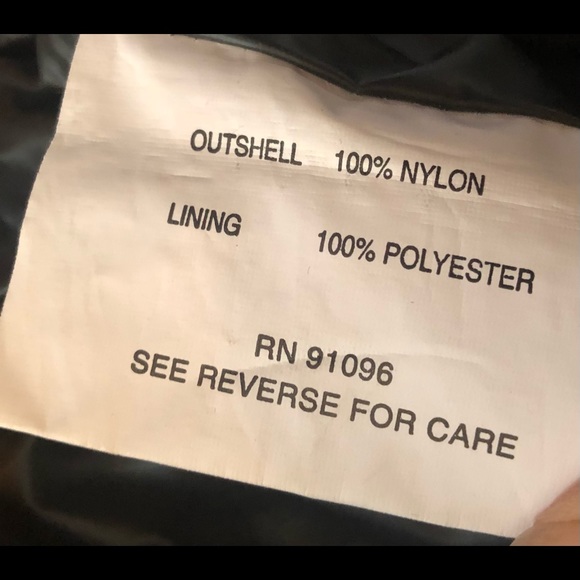 OUTSHELL 100% NYLON
LINING 100% POLYESTER
RN 91096
SEE REVERSE FOR CARE